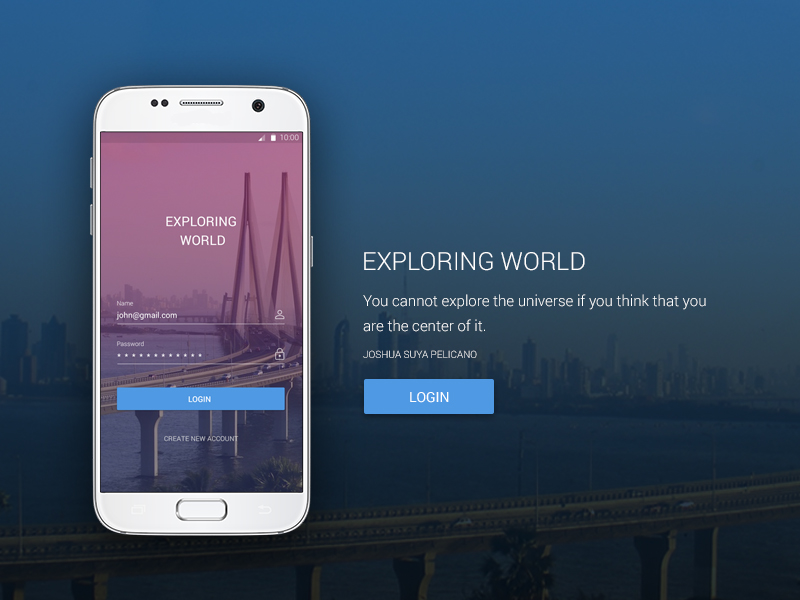 10:00
EXPLORING
WORLD
Name
john@gmail.com
Password
************
LOGIN
CREATE NEW ACCOUNT
EXPLORING WORLD
You cannot explore the universe if you think that you
are the center of it.
JOSHUA SUYA PELICANO
LOGIN